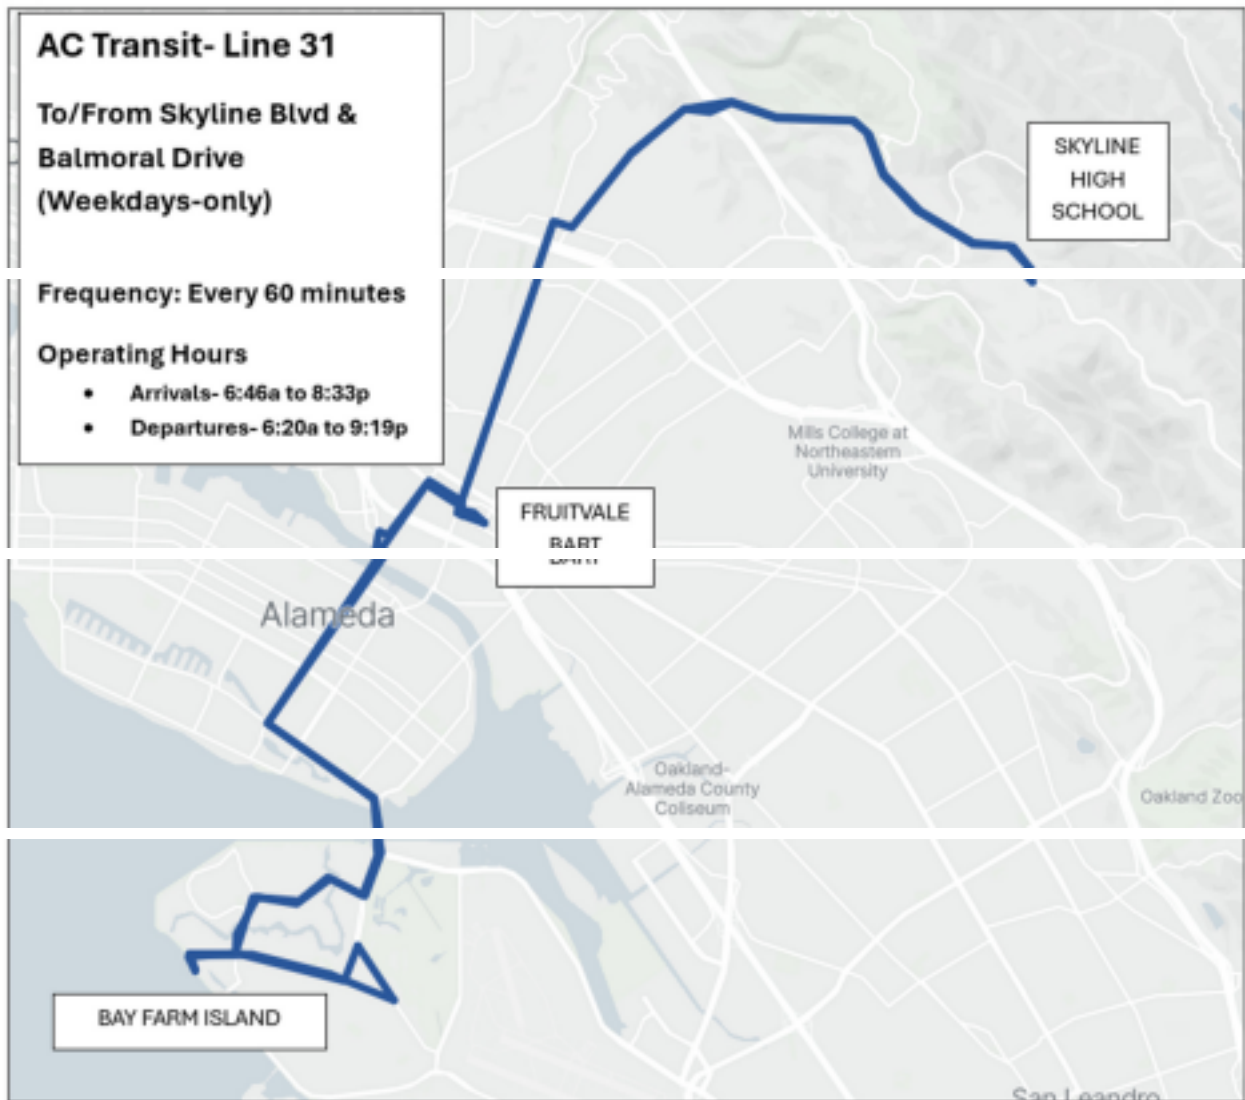 AC Transit- Line 31
To/From Skyline Blvd &
Balmoral Drive
(Weekdays-only)
Frequency: Every 60 minutes
Operating Hours
• Arrivals- 6:46a to 8:33p
• Departures- 6:20a to 9:19p
SKYLINE
HIGH
SCHOOL
Mills College at
Northeastern
University
FRUITVALE
BART
Alameda
Oakland-
Alameda County
Coliseum
Oakland Zoo
BAY FARM ISLAND
San Leandro